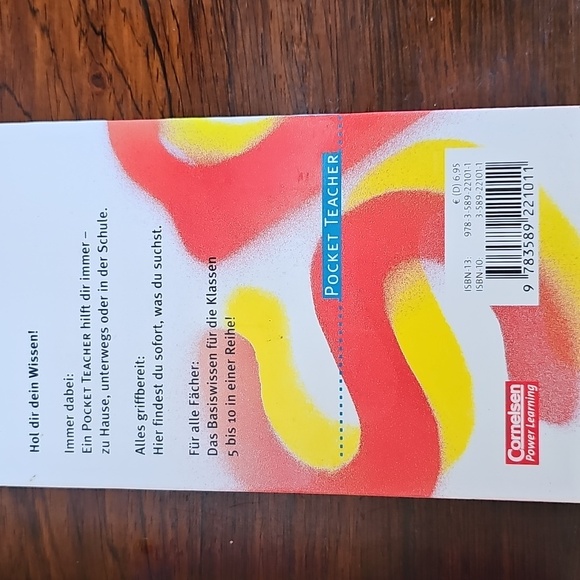 Hol dir dein Wissen!
Immer dabei:
Ein POCKET TEACHER hilft dir immer –
zu Hause, unterwegs oder in der Schule.
Alles griffbereit:
Hier findest du sofort, was du suchst.
Für alle Fächer:
Das Basiswissen für die Klassen
5 bis 10 in einer Reihe!
POCKET TEACHER
€ (D) 6.95
ISBN-13 978-3-589-22101-1
ISBN-10 3-589-22101-1
9 783589 221011
Cornelsen
Power Learning